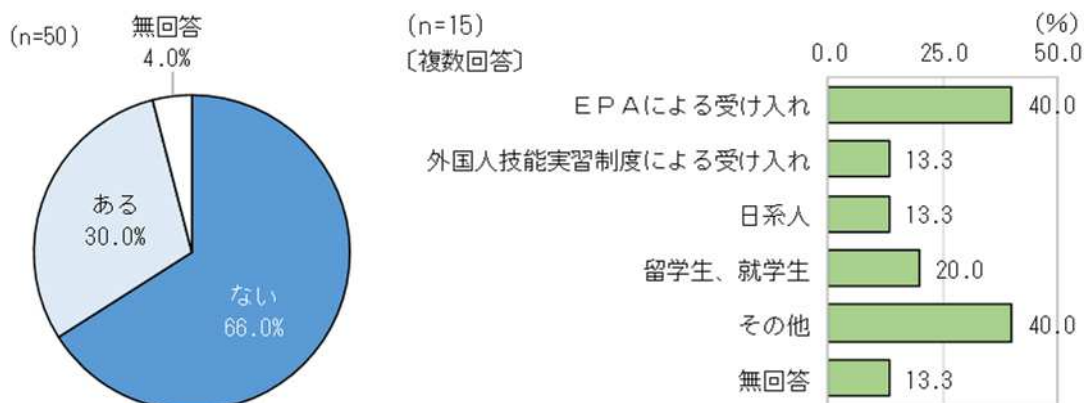 (n=50)
無回答
4.0%
ある
30.0%
ない
66.0%
(n=15)
〔複数回答〕
(%)
0.0 25.0 50.0
ＥＰＡによる受け入れ 40.0
外国人技能実習制度による受け入れ 13.3
日系人 13.3
留学生、就学生 20.0
その他 40.0
無回答 13.3